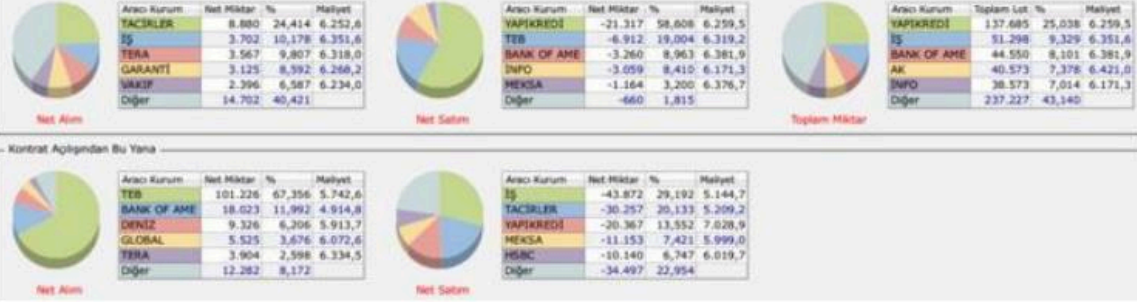 Aracı Kurum Net Miktar % Maliyet
TACİRLER 8.880 24,414 6.252,6
İŞ 3.702 10,178 6.351,6
TERA 3.567 9,807 6.318,0
GARANTİ 3.125 8,592 6.268,2
VAKIF 2.396 6,587 6.234,0
Diğer 14.702 40,421
Net Alım
Aracı Kurum Net Miktar % Maliyet
YAPIKREDİ -21.317 58,608 6.259,5
TEB -6.912 19,004 6.319,2
BANK OF AME -3.260 8,963 6.381,9
INFO -3.059 8,410 6.171,3
MEKSA -1.164 3,200 6.376,7
Diğer -660 1,815
Net Satım
Aracı Kurum Toplam Lot % Maliyet
YAPIKREDİ 137.685 25,038 6.259,5
İŞ 51.298 9,329 6.351,6
BANK OF AME 44.550 8,101 6.381,9
AK 40.573 7,378 6.421,0
INFO 38.573 7,014 6.171,3
Diğer 237.227 43,140
Toplam Miktar
Kontrat Açılışından Bu Yana
Aracı Kurum Net Miktar % Maliyet
TEB 101.226 67,356 5.742,6
BANK OF AME 18.023 11,992 4.914,8
DENİZ 9.326 6,206 5.913,7
GLOBAL 5.525 3,676 6.072,6
TERA 3.904 2,598 6.334,5
Diğer 12.282 8,172
Net Alım
Aracı Kurum Net Miktar % Maliyet
İŞ -43.872 29,192 5.144,7
TACİRLER -30.257 20,133 5.209,2
YAPIKREDİ -20.367 13,552 7.028,9
MEKSA -11.153 7,421 5.999,0
HSBC -10.140 6,747 6.019,7
Diğer -34.497 22,954
Net Satım